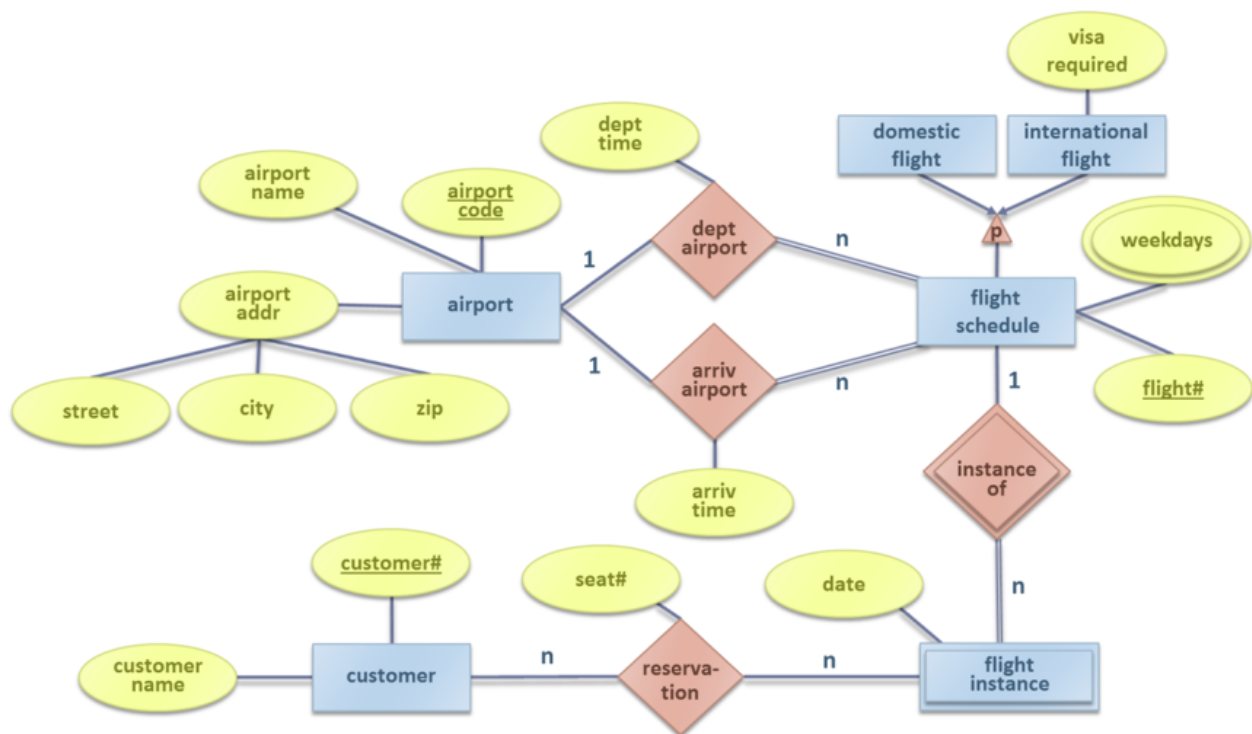 visa
required
dept
time
domestic
flight
international
flight
airport
name
airport
code
dept
airport
n
p
weekdays
1
airport
addr
airport
flight
schedule
1
arriv
airport
n
1
flight#
street
city
zip
instance
of
arriv
time
customer#
seat#
date
n
customer
name
customer
n
reserva-
tion
n
flight
instance